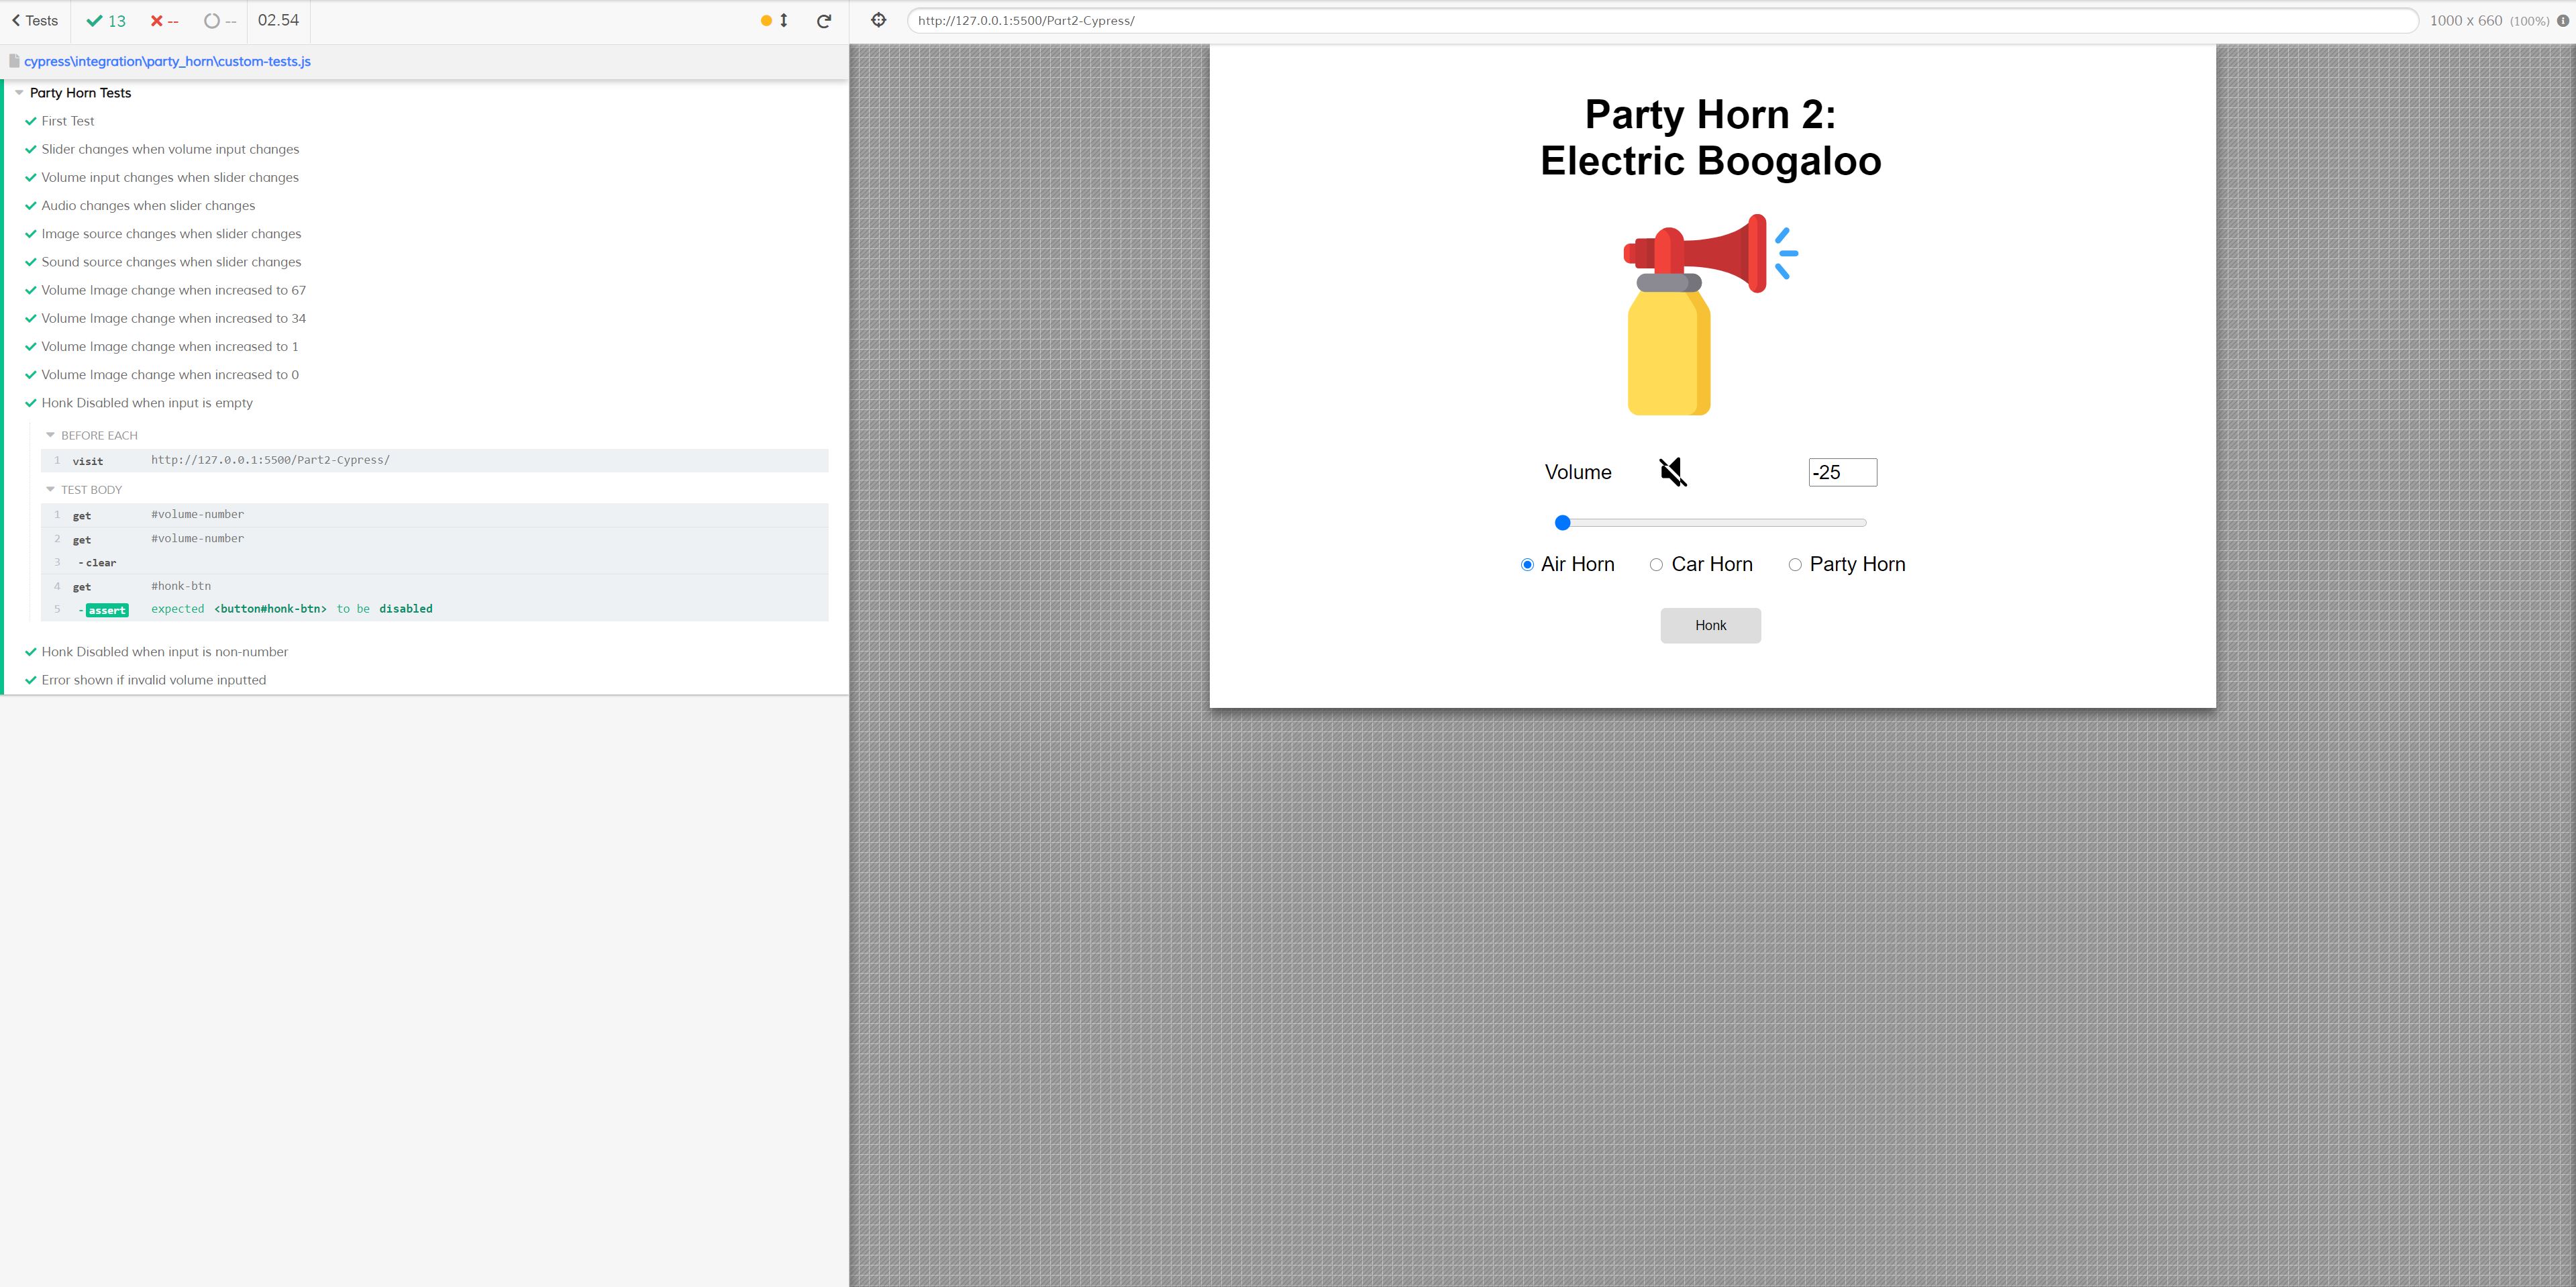 Tests 13 -- -- 02.54
cypress\integration\party_horn\custom-tests.js
Party Horn Tests
First Test
Slider changes when volume input changes
Volume input changes when slider changes
Audio changes when slider changes
Image source changes when slider changes
Sound source changes when slider changes
Volume Image change when increased to 67
Volume Image change when increased to 34
Volume Image change when increased to 1
Volume Image change when increased to 0
Honk Disabled when input is empty
BEFORE EACH
1 visit http://127.0.0.1:5500/Part2-Cypress/
TEST BODY
1 get #volume-number
2 get #volume-number
3 -clear
4 get #honk-btn
5 -assert expected <button#honk-btn> to be disabled
Honk Disabled when input is non-number
Error shown if invalid volume inputted
http://127.0.0.1:5500/Part2-Cypress/ 1000 x 660 (100%) i
Party Horn 2:
Electric Boogaloo
Volume -25
Air Horn Car Horn Party Horn
Honk